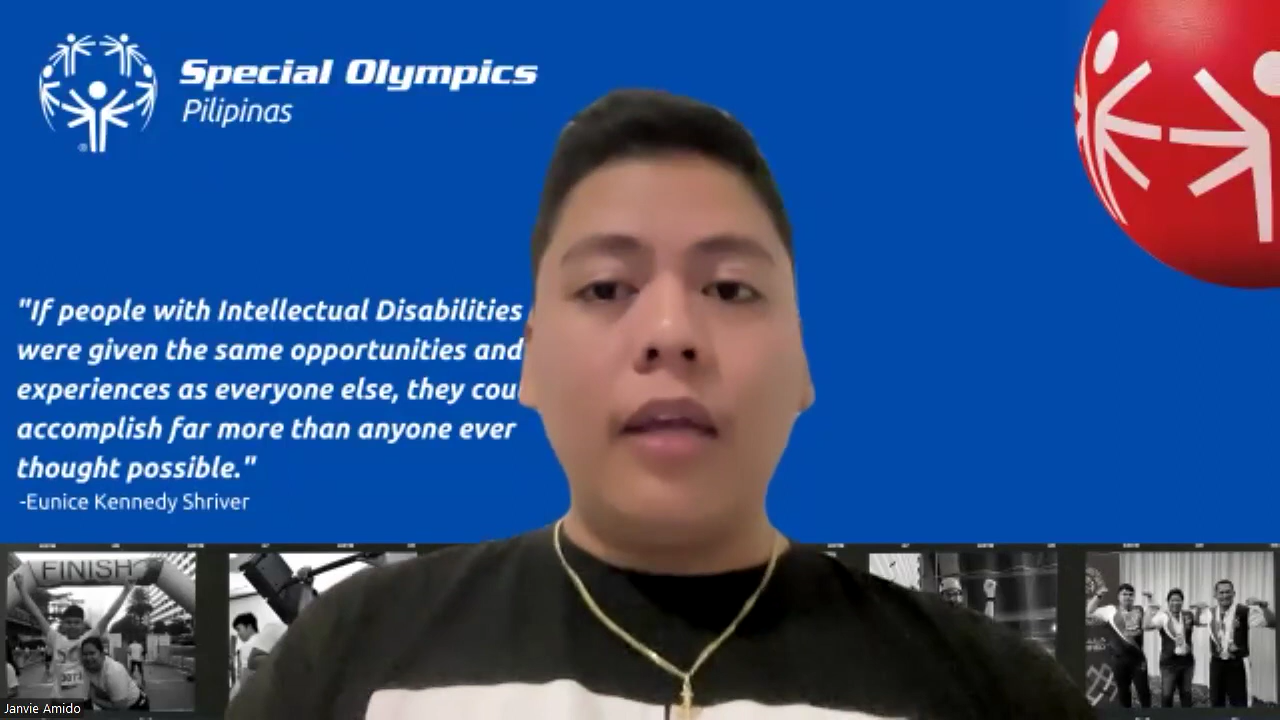 Special Olympics
Pilipinas
"If people with Intellectual Disabilities
were given the same opportunities and
experiences as everyone else, they cou
accomplish far more than anyone ever
thought possible."
-Eunice Kennedy Shriver
FINISH
Janvie Amido